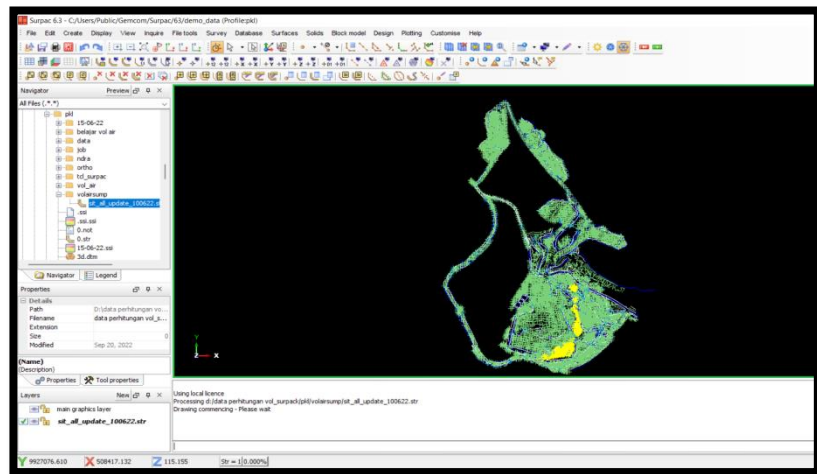 Surpac 6.3 - C:/Users/Public/Gemcom/Surpac/63/demo_data (Profile:pkl)
File Edit Create Display View Inquire File tools Survey Database Surfaces Solids Block model Design Plotting Customise Help
Navigator Preview
All Files (*.*)
pld
15-06-22
belajar vol air
data
job
ndra
ortho
tcl_surpac
vol_air
volairsump
sit_all_update_100622.st
.ssi
.ssi.ssi
0.not
0.str
15-06-22.ssi
3d.dtm
Navigator Legend
Properties
Details
Path D:\data perhitungan vo...
Filename data perhitungan vol_s...
Extension
Size 0
Modified Sep 20, 2022
(Name)
(Description)
Properties Tool properties
Layers New
main graphics layer
sit_all_update_100622.str
Y
Z X
Using local licence
Processing d:/data perhitungan vol_surpack/pld/volairsump/sit_all_update_100622.str
Drawing commencing - Please wait
Y 9927076.610 X 508417.132 Z 115.155 Str = 1 0.000%